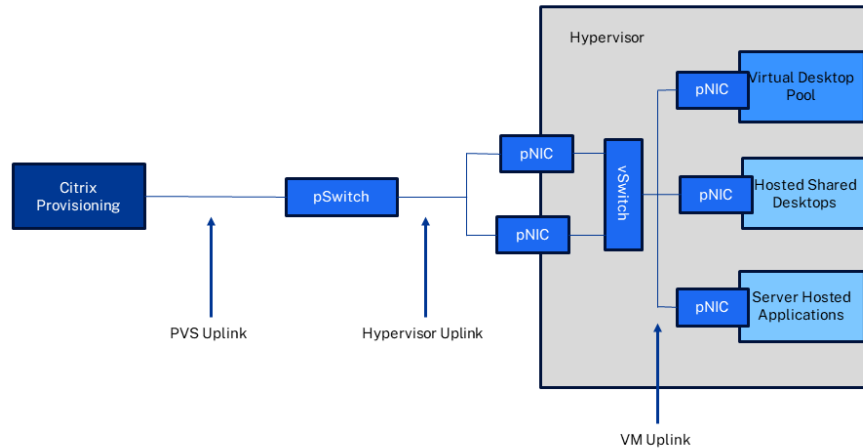 Hypervisor
pNIC
Virtual Desktop
Pool
pNIC
Citrix
Provisioning
pSwitch
vSwitch
pNIC
Hosted Shared
Desktops
pNIC
pNIC
Server Hosted
Applications
PVS Uplink
Hypervisor Uplink
VM Uplink